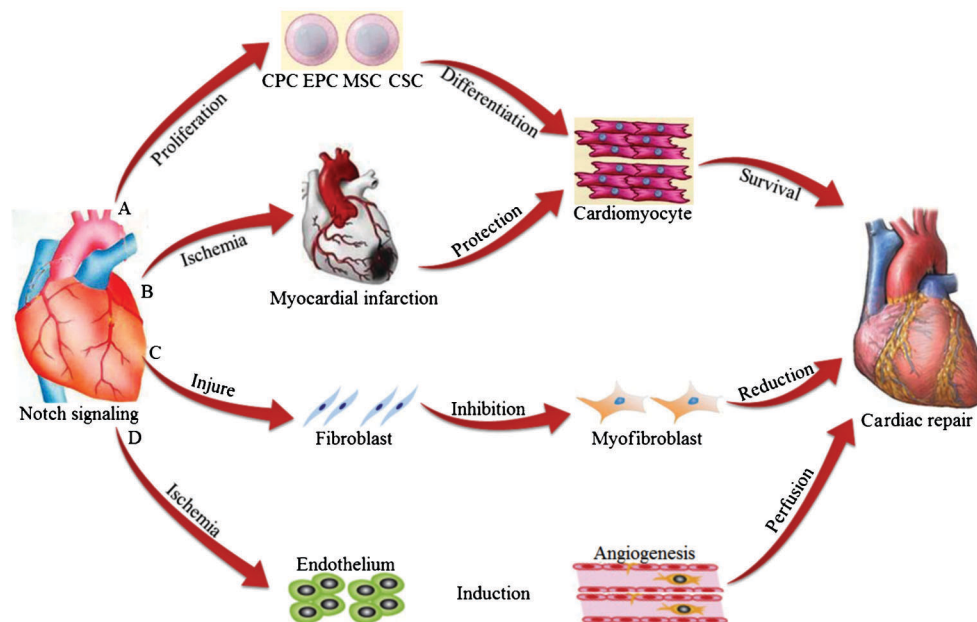 CPC EPC MSC CSC
Proliferation
Differentiation
A
Cardiomyocyte
Survival
Ischemia
Protection
B
Myocardial infarction
C
Injure
Inhibition
Reduction
Notch signaling
Fibroblast
Myofibroblast
Cardiac repair
D
Ischemia
Perfusion
Endothelium
Angiogenesis
Induction